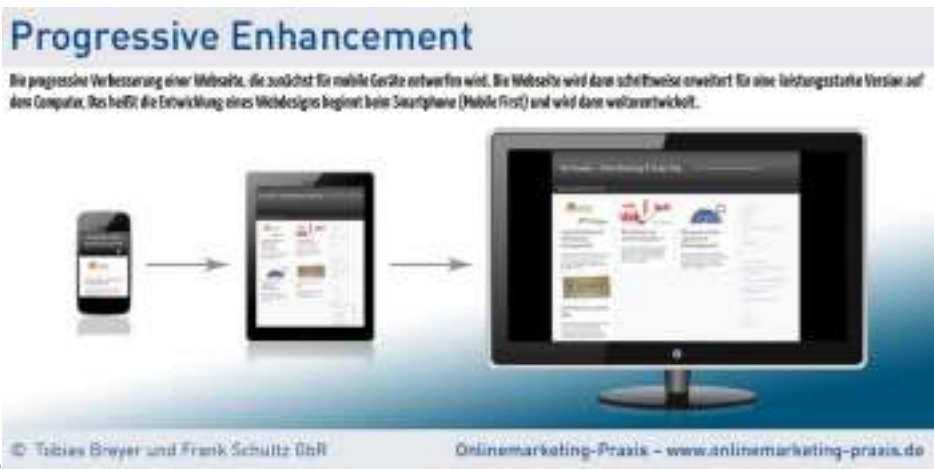 Progressive Enhancement
Die progressive Verbesserung einer Webseite, die zunächst für mobile Geräte entworfen wird. Die Webseite wird dann schrittweise erweitert für eine leistungsstarke Version auf
dem Computer. Das heißt die Entwicklung eines Webdesigns beginnt beim Smartphone (Mobile First) und wird dann weiterentwickelt.
© Tobias Breyer und Frank Schultz GbR
Onlinemarketing-Praxis – www.onlinemarketing-praxis.de